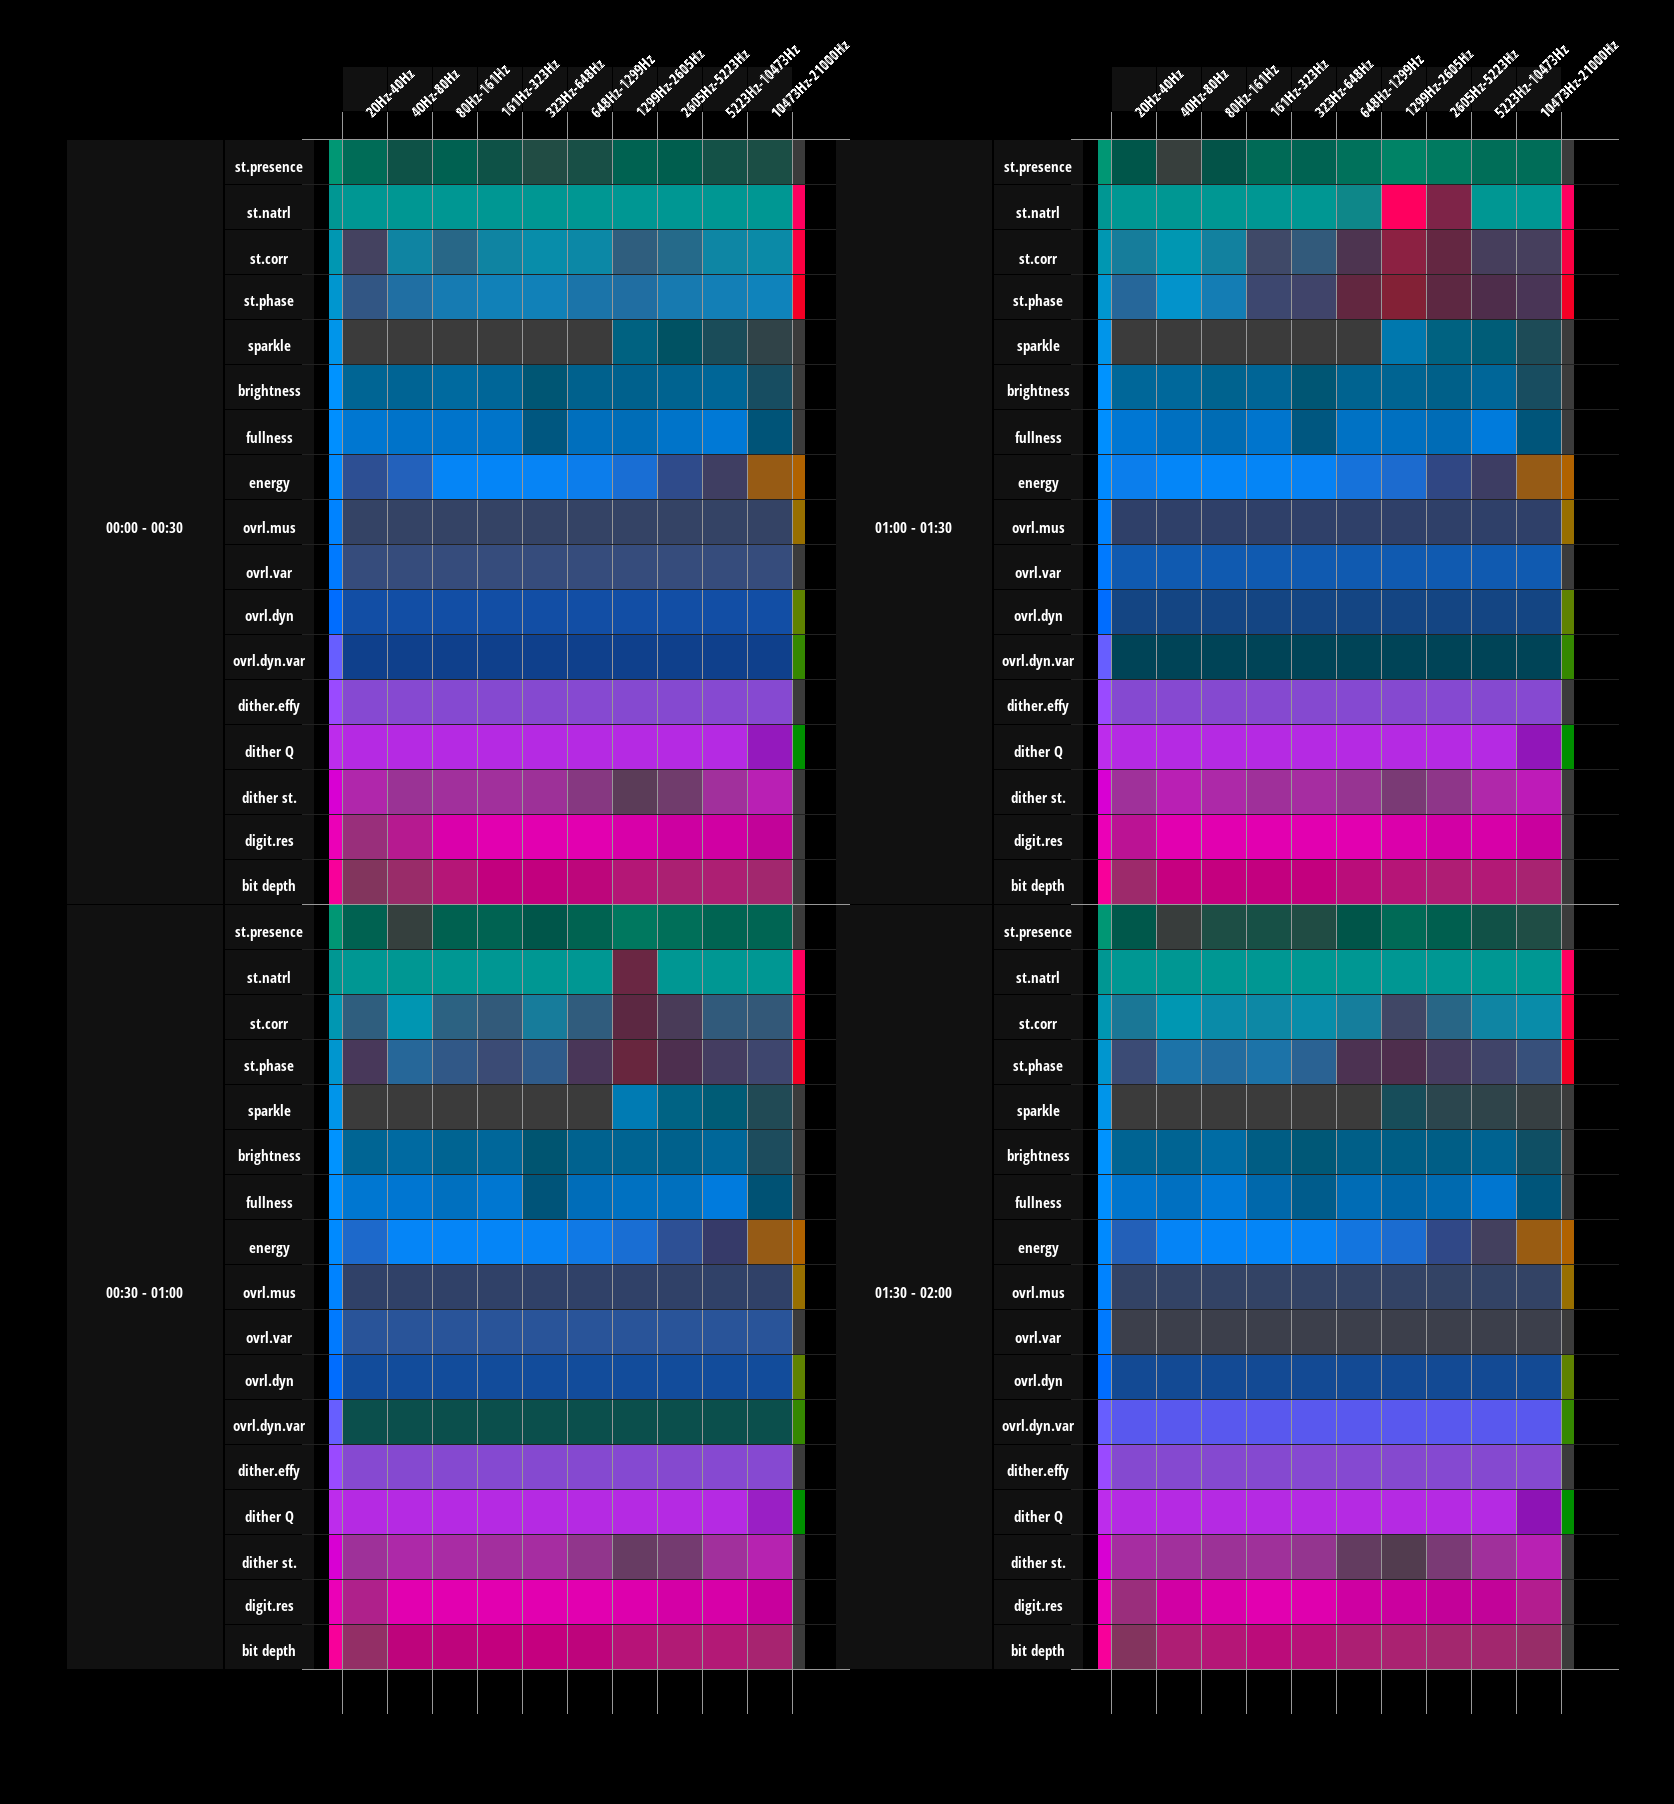 20Hz-40Hz
40Hz-80Hz
80Hz-161Hz
161Hz-323Hz
323Hz-648Hz
648Hz-1299Hz
1299Hz-2605Hz
2605Hz-5223Hz
5223Hz-10473Hz
10473Hz-21000Hz
00:00 - 00:30
st.presence
st.natrl
st.corr
st.phase
sparkle
brightness
fullness
energy
ovrl.mus
ovrl.var
ovrl.dyn
ovrl.dyn.var
dither.effy
dither Q
dither st.
digit.res
bit depth
00:30 - 01:00
st.presence
st.natrl
st.corr
st.phase
sparkle
brightness
fullness
energy
ovrl.mus
ovrl.var
ovrl.dyn
ovrl.dyn.var
dither.effy
dither Q
dither st.
digit.res
bit depth
20Hz-40Hz
40Hz-80Hz
80Hz-161Hz
161Hz-323Hz
323Hz-648Hz
648Hz-1299Hz
1299Hz-2605Hz
2605Hz-5223Hz
5223Hz-10473Hz
10473Hz-21000Hz
01:00 - 01:30
st.presence
st.natrl
st.corr
st.phase
sparkle
brightness
fullness
energy
ovrl.mus
ovrl.var
ovrl.dyn
ovrl.dyn.var
dither.effy
dither Q
dither st.
digit.res
bit depth
01:30 - 02:00
st.presence
st.natrl
st.corr
st.phase
sparkle
brightness
fullness
energy
ovrl.mus
ovrl.var
ovrl.dyn
ovrl.dyn.var
dither.effy
dither Q
dither st.
digit.res
bit depth